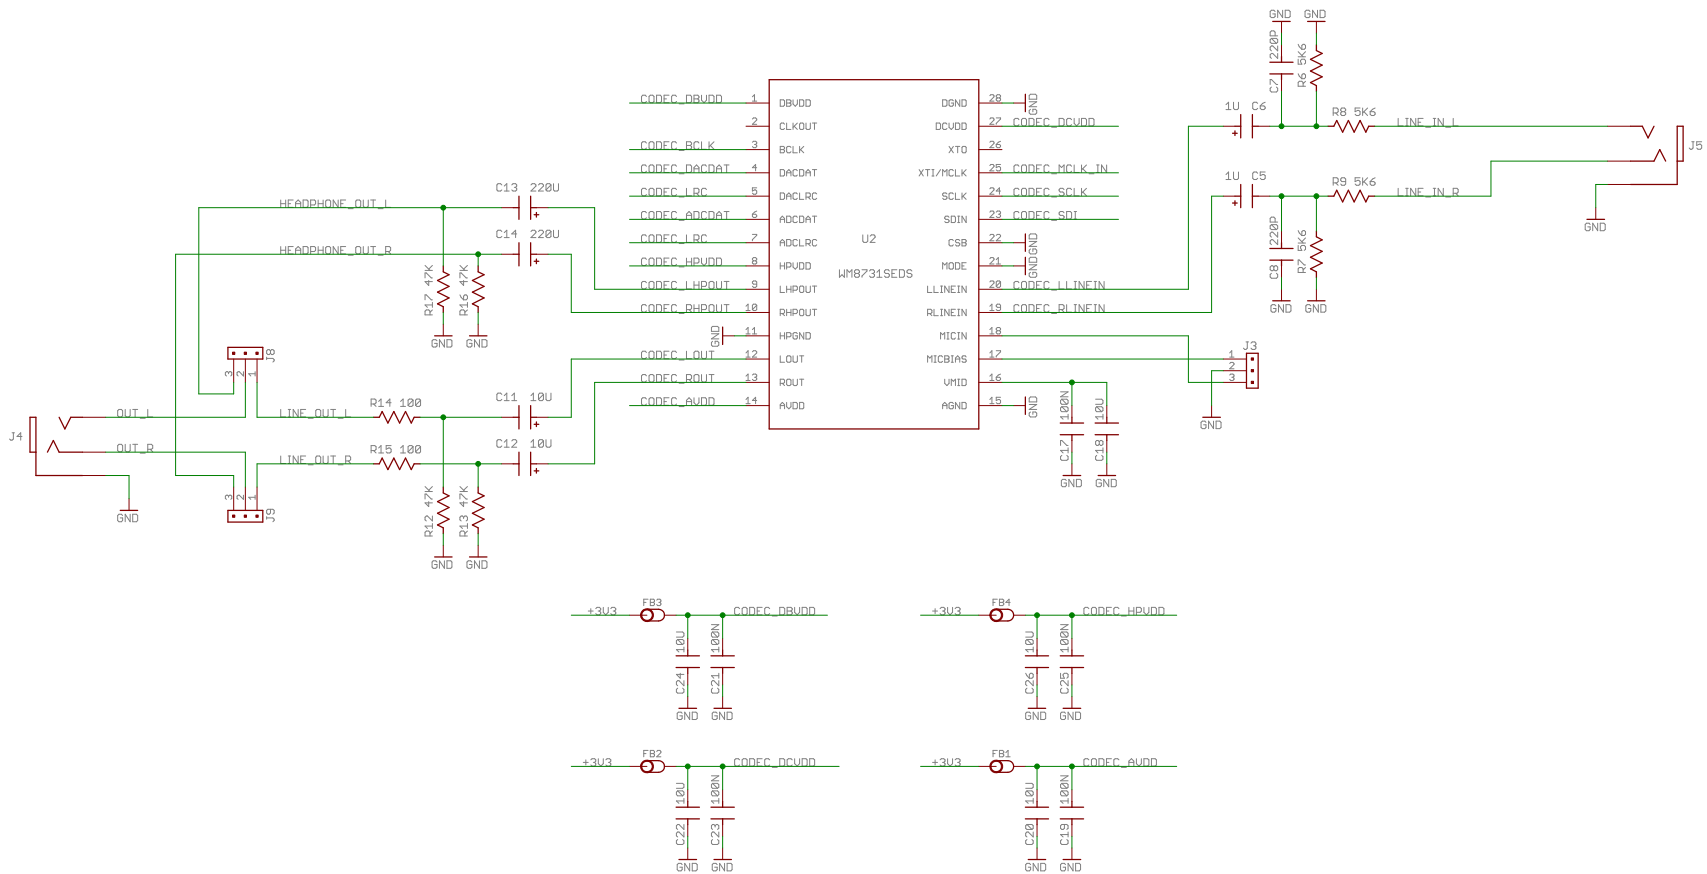 GND GND
C7 220P
R6 5K6
1U C6
R8 5K6
LINE_IN_L
J5
1U C5
R9 5K6
LINE_IN_R
GND
C8 220P
R7 5K6
GND GND
CODEC_DBVDD 1 DBVDD DGND 28 GND
2 CLKOUT DCVDD 27 CODEC_DCVDD
CODEC_BCLK 3 BCLK XTO 26
CODEC_DACDAT 4 DACDAT XTI/MCLK 25 CODEC_MCLK_IN
CODEC_LRC 5 DACLRC SCLK 24 CODEC_SCLK
CODEC_ADCDAT 6 ADCDAT SDIN 23 CODEC_SDI
CODEC_LRC 7 ADCLRC CSB 22 GND
CODEC_HPVDD 8 HPVDD MODE 21 GND
CODEC_LHPOUT 9 LHPOUT LLINEIN 20 CODEC_LLINEIN
CODEC_RHPOUT 10 RHPOUT RLINEIN 19 CODEC_RLINEIN
GND 11 HPGND MICIN 18
CODEC_LOUT 12 LOUT MICBIAS 17
CODEC_ROUT 13 ROUT VMID 16
CODEC_AVDD 14 AVDD AGND 15 GND
U2
WM8731SEDS
C13 220U
HEADPHONE_OUT_L
C14 220U
HEADPHONE_OUT_R
R17 47K
R16 47K
GND GND
J3
1
2
3
GND
C17 100N
C18 10U
GND GND
J8
3 2 1
OUT_L
LINE_OUT_L
R14 100
C11 10U
J4
OUT_R
LINE_OUT_R
R15 100
C12 10U
3 2 1
J9
GND
R12 47K
R13 47K
GND GND
+3V3 FB3 CODEC_DBVDD
C24 10U
C21 100N
GND GND
+3V3 FB4 CODEC_HPVDD
C26 10U
C25 100N
GND GND
+3V3 FB2 CODEC_DCVDD
C22 10U
C23 100N
GND GND
+3V3 FB1 CODEC_AVDD
C20 10U
C19 100N
GND GND